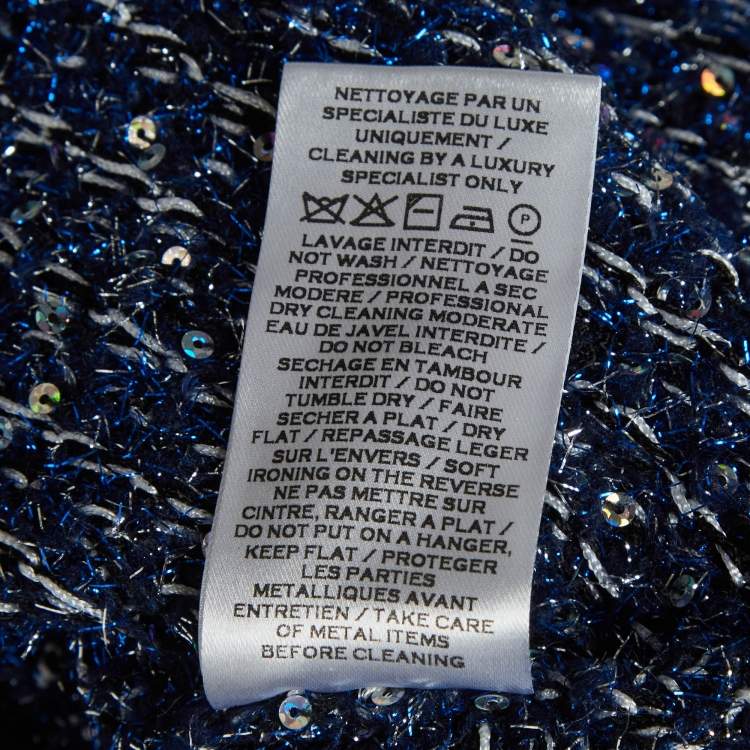 NETTOYAGE PAR UN
SPECIALISTE DU LUXE
UNIQUEMENT /
CLEANING BY A LUXURY
SPECIALIST ONLY
P
LAVAGE INTERDIT / DO
NOT WASH / NETTOYAGE
PROFESSIONNEL A SEC
MODERE / PROFESSIONAL
DRY CLEANING MODERATE
EAU DE JAVEL INTERDITE /
DO NOT BLEACH
SECHAGE EN TAMBOUR
INTERDIT / DO NOT
TUMBLE DRY / FAIRE
SECHER A PLAT / DRY
FLAT / REPASSAGE LEGER
SUR L'ENVERS / SOFT
IRONING ON THE REVERSE
NE PAS METTRE SUR
CINTRE, RANGER A PLAT /
DO NOT PUT ON A HANGER,
KEEP FLAT / PROTEGER
LES PARTIES
METALLIQUES AVANT
ENTRETIEN / TAKE CARE
OF METAL ITEMS
BEFORE CLEANING